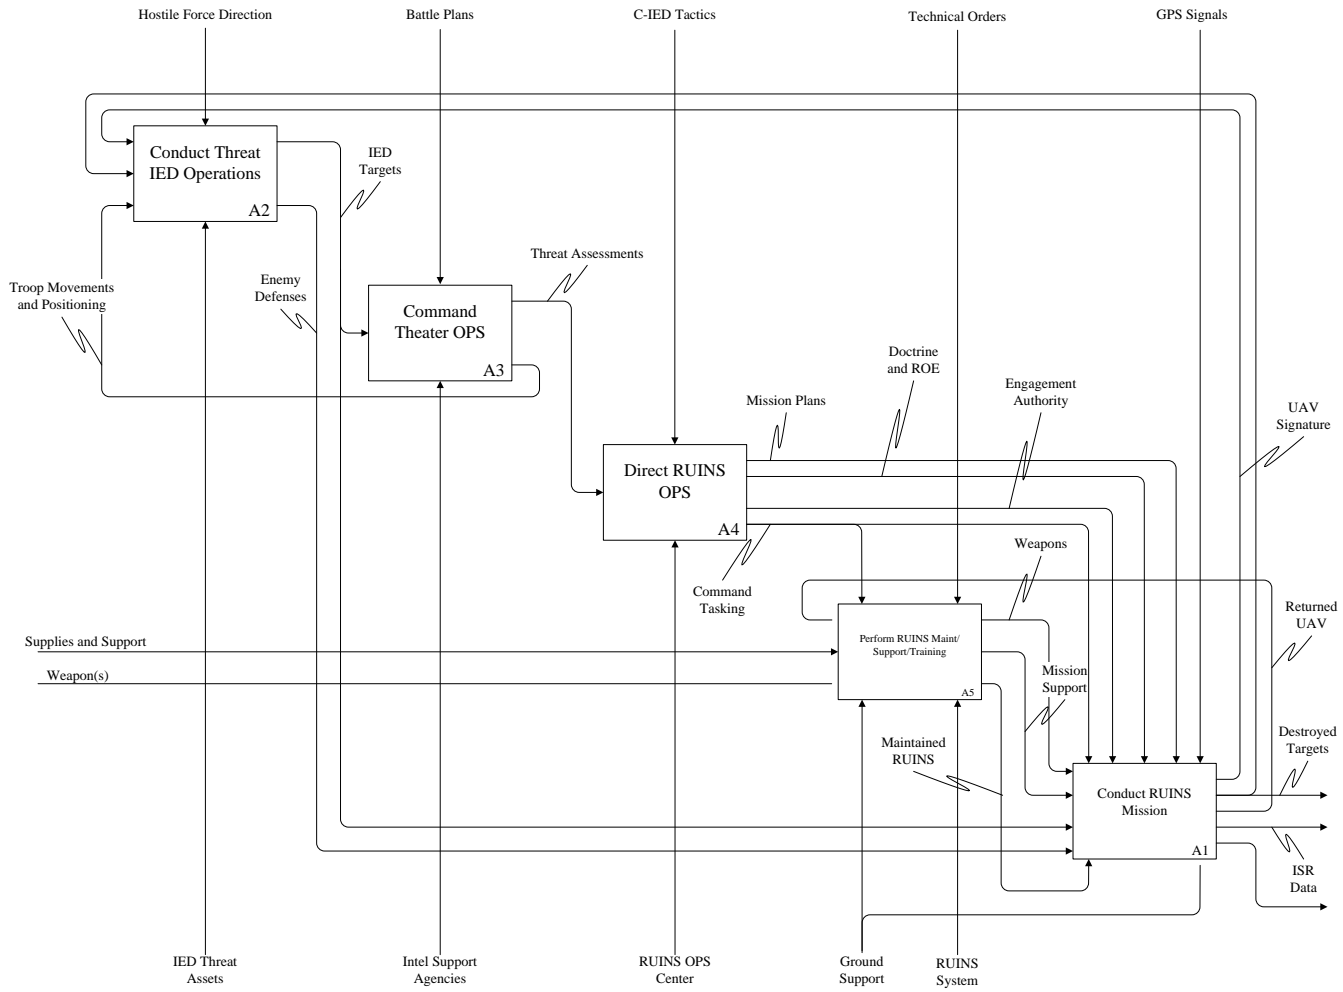 Hostile Force Direction
Battle Plans
C-IED Tactics
Technical Orders
GPS Signals
Conduct Threat
IED Operations
A2
IED
Targets
Troop Movements
and Positioning
Enemy
Defenses
Threat Assessments
Command
Theater OPS
A3
Doctrine
and ROE
Engagement
Authority
Mission Plans
UAV
Signature
Direct RUINS
OPS
A4
Weapons
Command
Tasking
Returned
UAV
Supplies and Support
Weapon(s)
Perform RUINS Maint/
Support/Training
A5
Mission
Support
Maintained
RUINS
Destroyed
Targets
Conduct RUINS
Mission
A1
ISR
Data
IED Threat
Assets
Intel Support
Agencies
RUINS OPS
Center
Ground
Support
RUINS
System